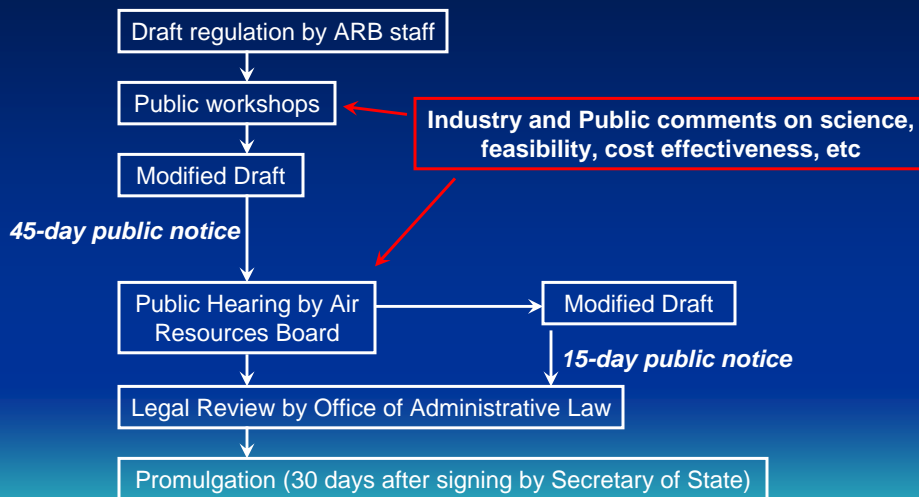 Draft regulation by ARB staff
Public workshops
Industry and Public comments on science,
feasibility, cost effectiveness, etc
Modified Draft
45-day public notice
Public Hearing by Air
Resources Board
Modified Draft
15-day public notice
Legal Review by Office of Administrative Law
Promulgation (30 days after signing by Secretary of State)